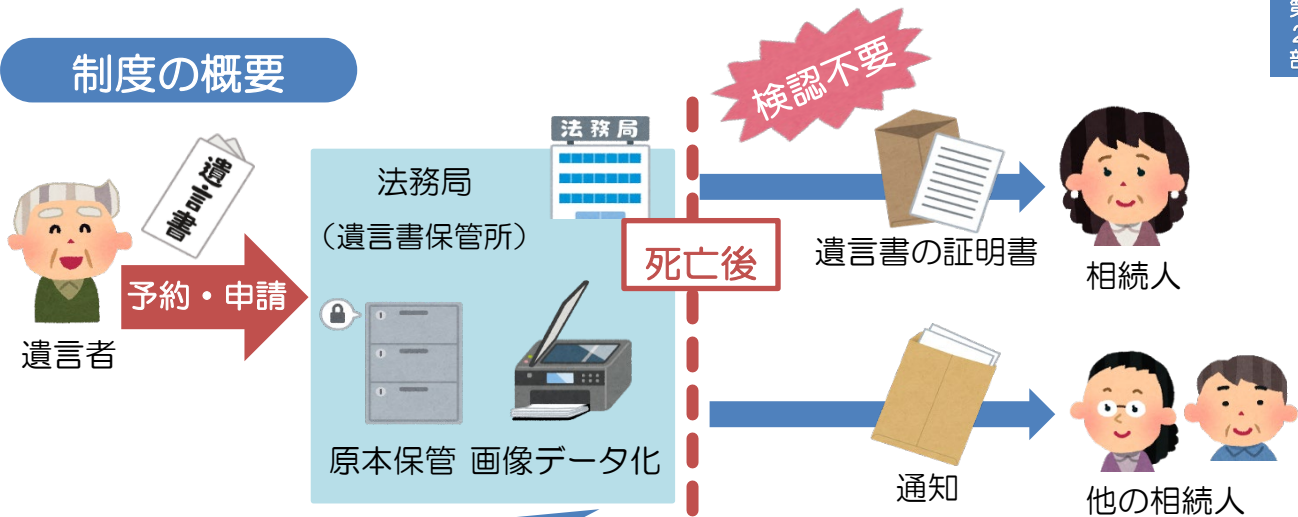 第2部
制度の概要
検認不要
遺言書
法務局
法務局
（遺言書保管所）
予約・申請
遺言者
死亡後
遺言書の証明書
相続人
原本保管 画像データ化
通知
他の相続人